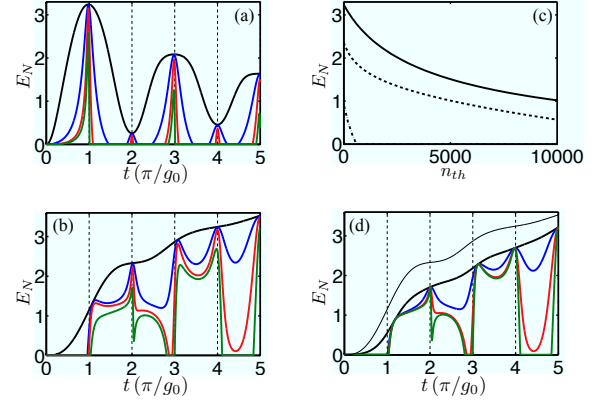 (a)
E_N
3
2
1
0
0 1 2 3 4 5
t (π/g_0)
(c)
E_N
3
2
1
0
0 5000 10000
n_{th}
(b)
E_N
3
2
1
0
0 1 2 3 4 5
t (π/g_0)
(d)
E_N
3
2
1
0
0 1 2 3 4 5
t (π/g_0)